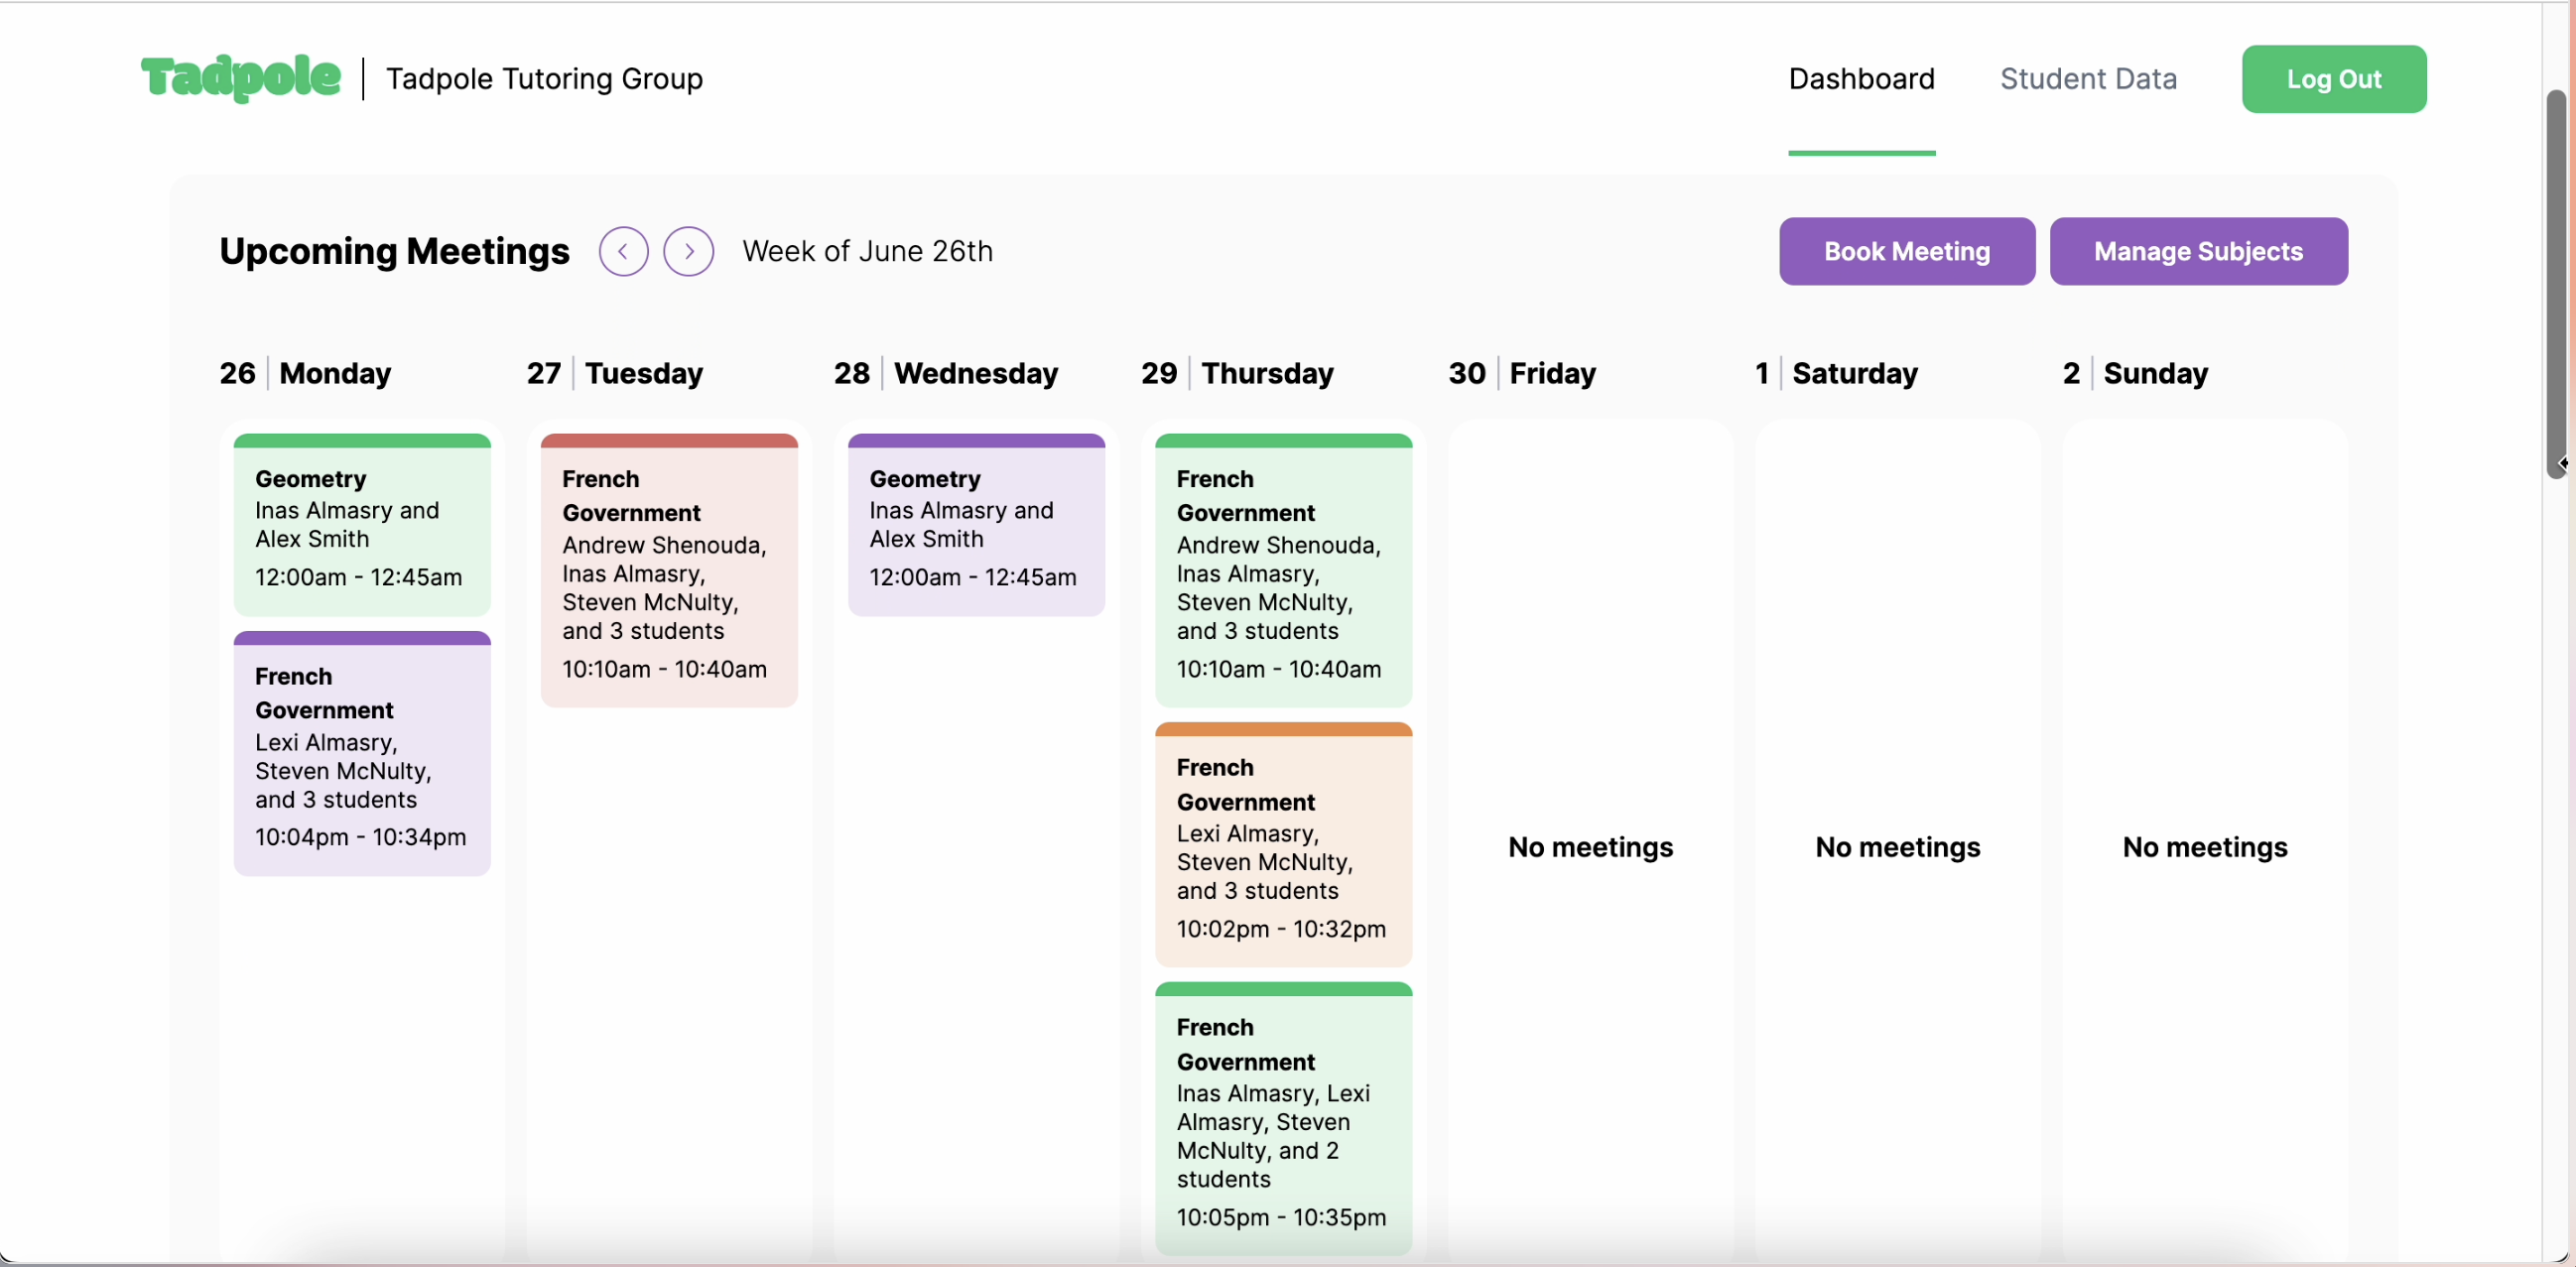 Tadpole
Tadpole Tutoring Group
Dashboard
Student Data
Log Out
Upcoming Meetings
Week of June 26th
Book Meeting
Manage Subjects
26
Monday
Geometry
Inas Almasry and
Alex Smith
12:00am - 12:45am
French
Government
Lexi Almasry,
Steven McNulty,
and 3 students
10:04pm - 10:34pm
27
Tuesday
French
Government
Andrew Shenouda,
Inas Almasry,
Steven McNulty,
and 3 students
10:10am - 10:40am
28
Wednesday
Geometry
Inas Almasry and
Alex Smith
12:00am - 12:45am
29
Thursday
French
Government
Andrew Shenouda,
Inas Almasry,
Steven McNulty,
and 3 students
10:10am - 10:40am
French
Government
Lexi Almasry,
Steven McNulty,
and 3 students
10:02pm - 10:32pm
French
Government
Inas Almasry, Lexi
Almasry, Steven
McNulty, and 2
students
10:05pm - 10:35pm
30
Friday
No meetings
1
Saturday
No meetings
2
Sunday
No meetings